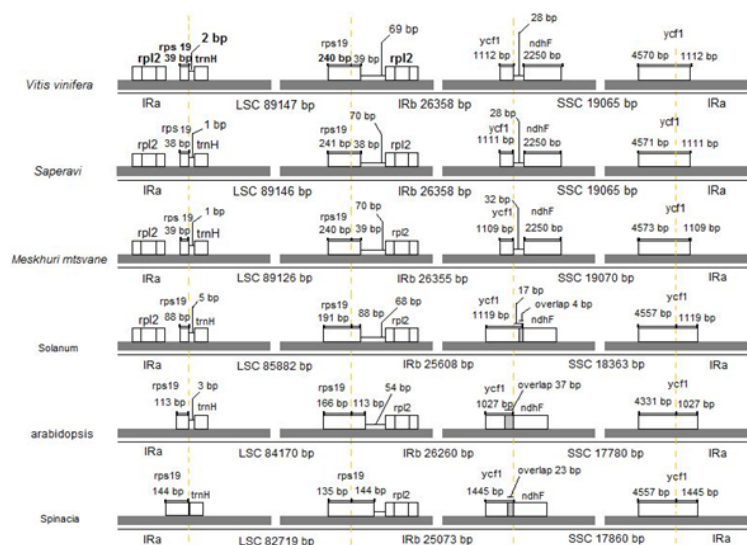 2 bp 69 bp 28 bp
rps 19 rps19 ycf1 ndhF ycf1
rpl2 39 bp trnH 240 bp 39 bp rpl2 1112 bp 2250 bp 4570 bp 1112 bp
Vitis vinifera
IRa LSC 89147 bp IRb 26358 bp SSC 19065 bp IRa
1 bp 70 bp 28 bp
rps 19 rps19 ycf1 ndhF ycf1
rpl2 38 bp trnH 241 bp 38 bp rpl2 1111 bp 2250 bp 4571 bp 1111 bp
Saperavi
IRa LSC 89146 bp IRb 26358 bp SSC 19065 bp IRa
1 bp 70 bp 32 bp
rps 19 rps19 ycf1 ndhF ycf1
rpl2 39 bp trnH 240 bp 39 bp rpl2 1109 bp 2250 bp 4573 bp 1109 bp
Meskhuri mtsvane
IRa LSC 89126 bp IRb 26355 bp SSC 19070 bp IRa
5 bp 68 bp 17 bp
rps19 rps19 ycf1 overlap 4 bp ycf1
rpl2 88 bp trnH 191 bp 88 bp rpl2 1119 bp ndhF 4557 bp 1119 bp
Solanum
IRa LSC 85882 bp IRb 25608 bp SSC 18363 bp IRa
3 bp 54 bp
rps19 rps19 ycf1 overlap 37 bp ycf1
113 bp trnH 166 bp 113 bp rpl2 1027 bp ndhF 4331 bp 1027 bp
arabidopsis
IRa LSC 84170 bp IRb 26260 bp SSC 17780 bp IRa
rps19 rps19 ycf1 overlap 23 bp ycf1
144 bp trnH 135 bp 144 bp rpl2 1445 bp ndhF 4557 bp 1445 bp
Spinacia
IRa LSC 82719 bp IRb 25073 bp SSC 17860 bp IRa